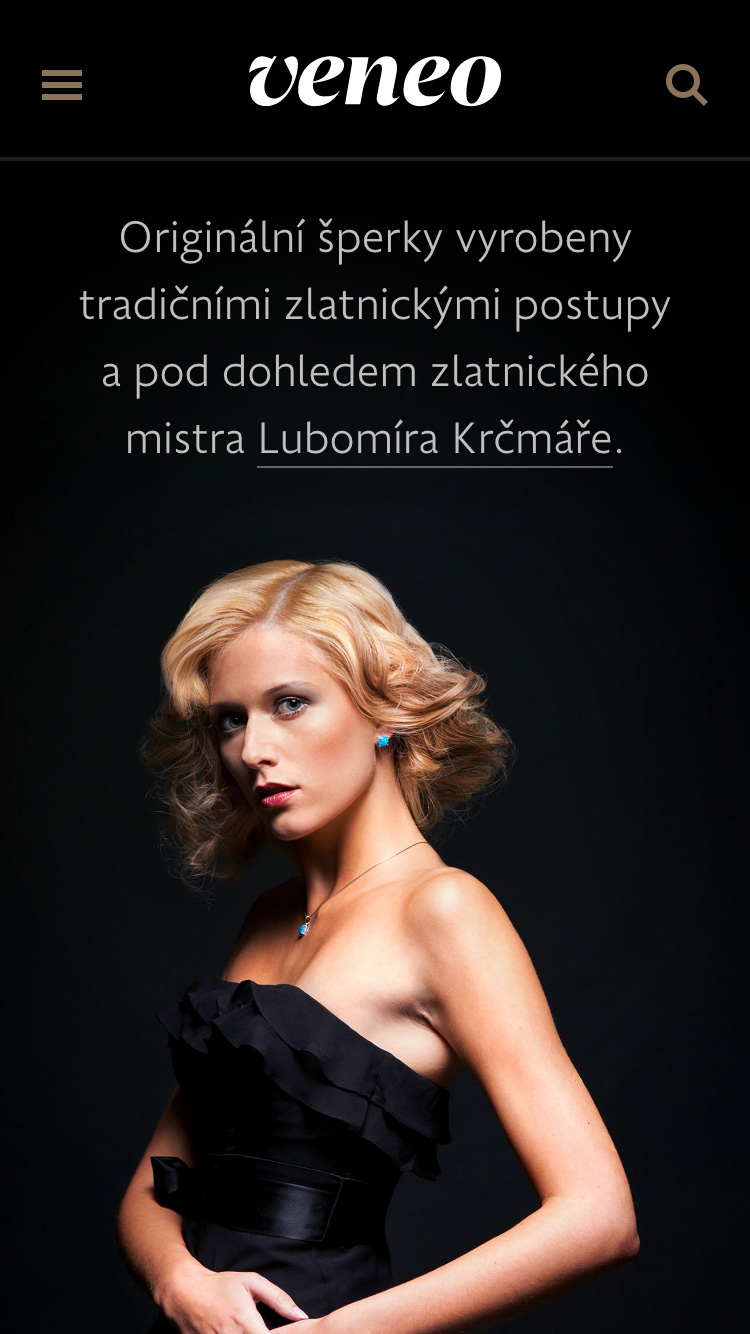 veneo
Originální šperky vyrobeny
tradičními zlatnickými postupy
a pod dohledem zlatnického
mistra Lubomíra Krčmáře.